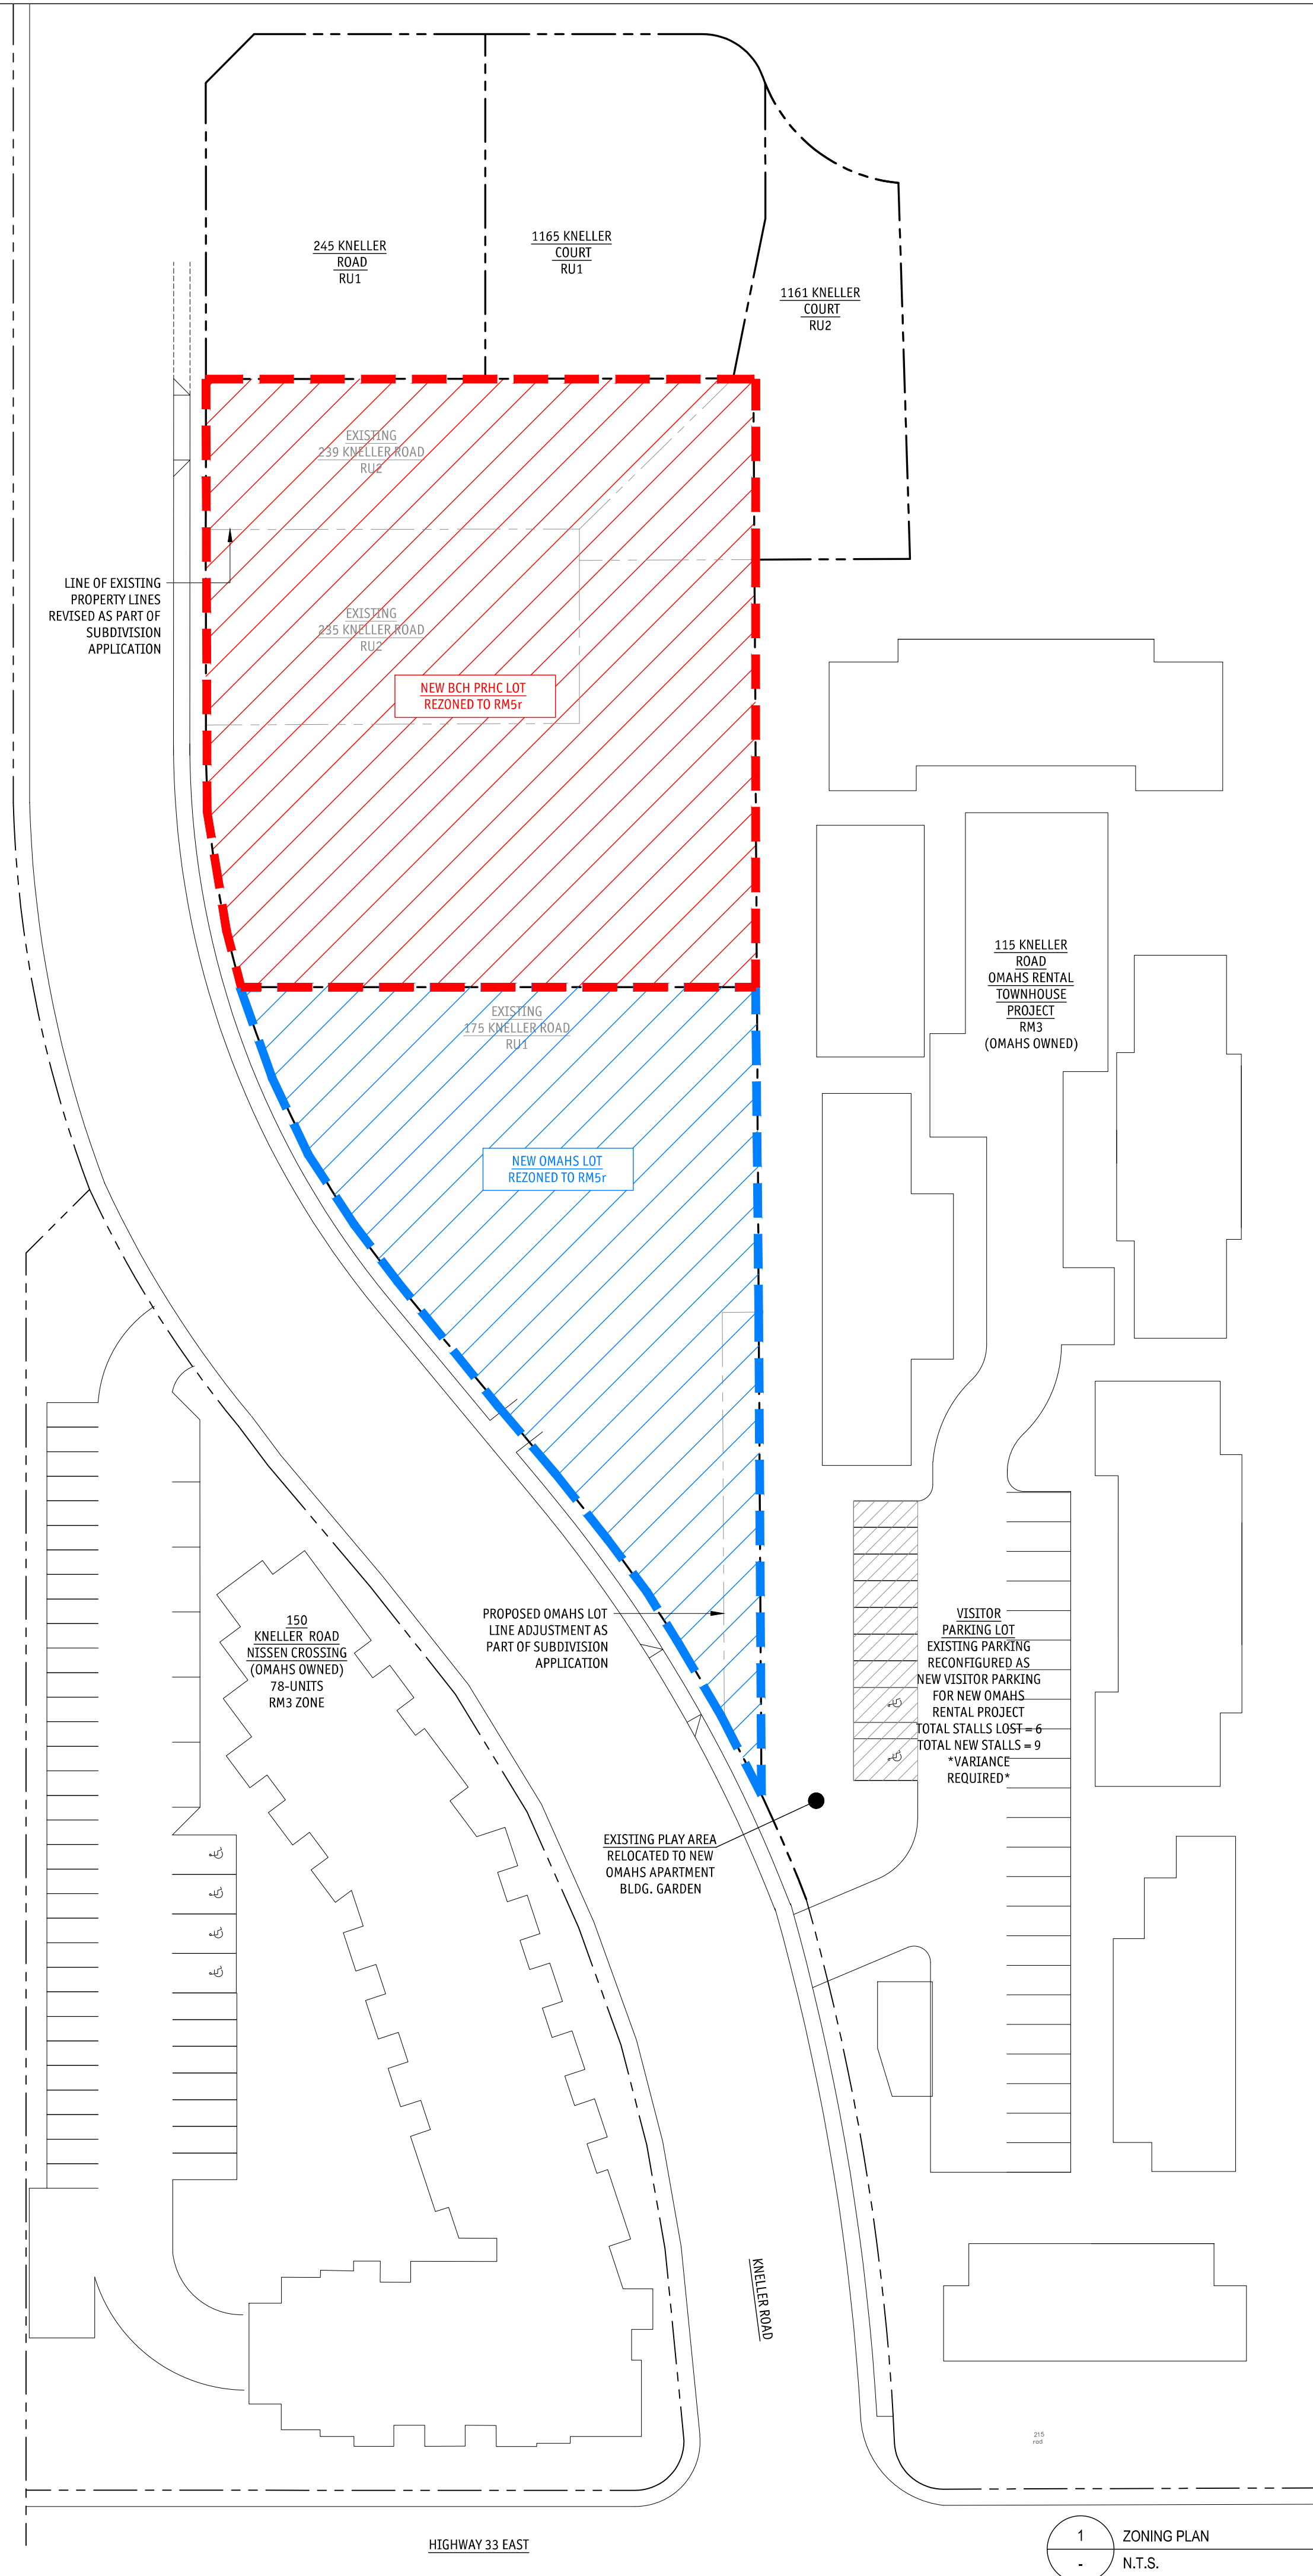 245 KNELLER
ROAD
RU1
1165 KNELLER
COURT
RU1
1161 KNELLER
COURT
RU2
EXISTING
239 KNELLER ROAD
RU2
LINE OF EXISTING
PROPERTY LINES
REVISED AS PART OF
SUBDIVISION
APPLICATION
EXISTING
235 KNELLER ROAD
RU2
NEW BCH PRHC LOT
REZONED TO RM5r
115 KNELLER
ROAD
OMAHS RENTAL
TOWNHOUSE
PROJECT
RM3
(OMAHS OWNED)
EXISTING
175 KNELLER ROAD
RU1
NEW OMAHS LOT
REZONED TO RM5r
150
KNELLER ROAD
NISSEN CROSSING
(OMAHS OWNED)
78-UNITS
RM3 ZONE
PROPOSED OMAHS LOT
LINE ADJUSTMENT AS
PART OF SUBDIVISION
APPLICATION
VISITOR
PARKING LOT
EXISTING PARKING
RECONFIGURED AS
NEW VISITOR PARKING
FOR NEW OMAHS
RENTAL PROJECT
TOTAL STALLS LOST = 6
TOTAL NEW STALLS = 9
*VARIANCE
REQUIRED*
EXISTING PLAY AREA
RELOCATED TO NEW
OMAHS APARTMENT
BLDG. GARDEN
KNELLER ROAD
215
rad
HIGHWAY 33 EAST
1
ZONING PLAN
-
N.T.S.